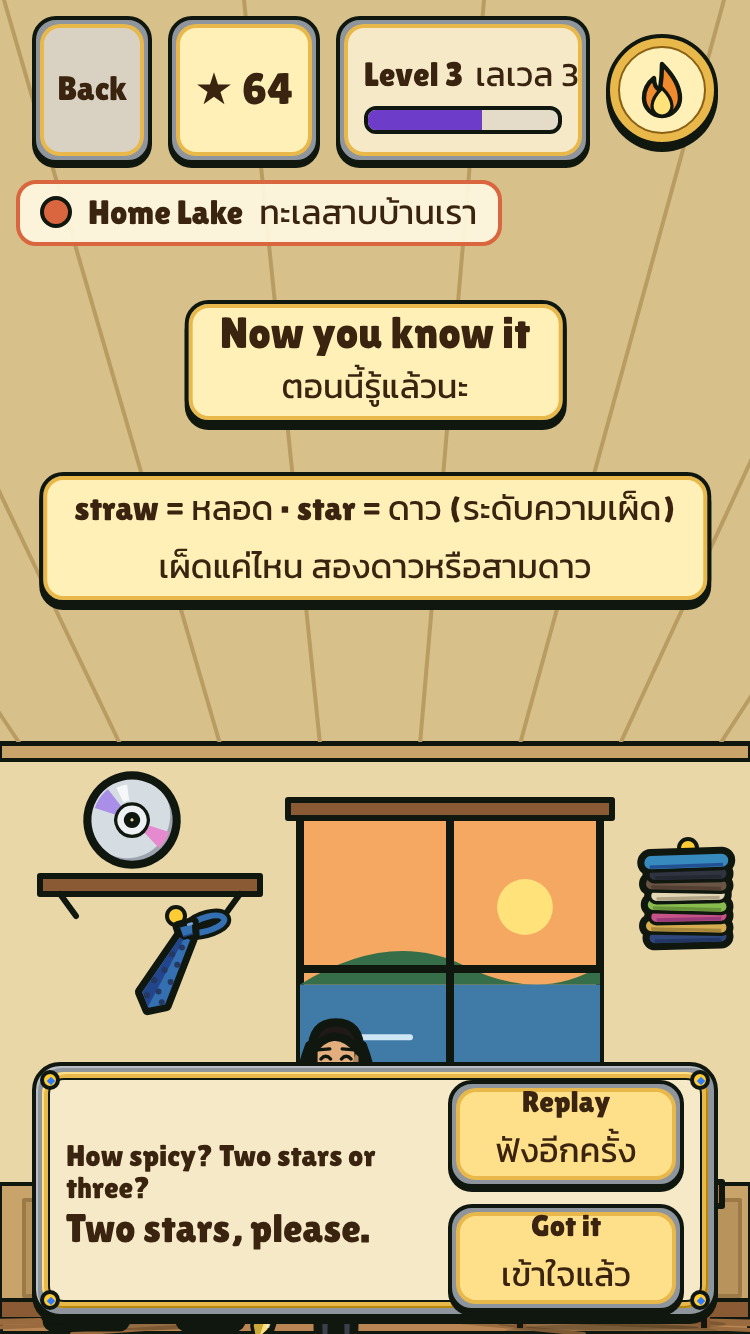 Back
★ 64
Level 3 เลเวล 3
Home Lake ทะเลสาบบ้านเรา
Now you know it
ตอนนี้รู้แล้วนะ
straw = หลอด · star = ดาว (ระดับความเผ็ด)
เผ็ดแค่ไหน สองดาวหรือสามดาว
How spicy? Two stars or
three?
Two stars, please.
Replay
ฟังอีกครั้ง
Got it
เข้าใจแล้ว